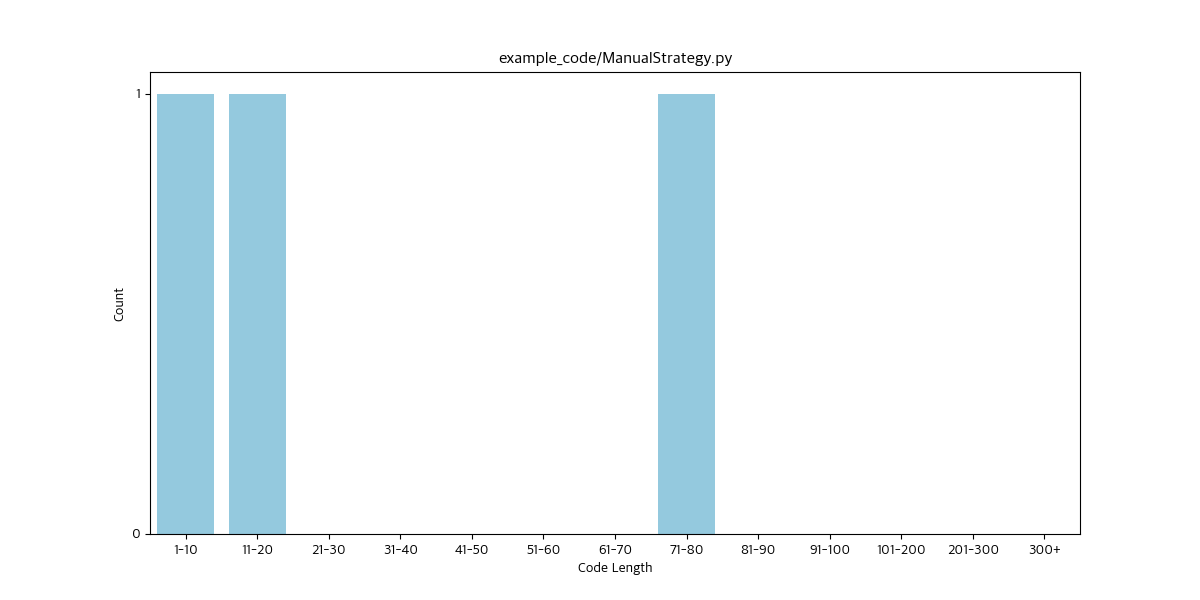 example_code/ManualStrategy.py
1
Count
0
1-10 11-20 21-30 31-40 41-50 51-60 61-70 71-80 81-90 91-100 101-200 201-300 300+
Code Length